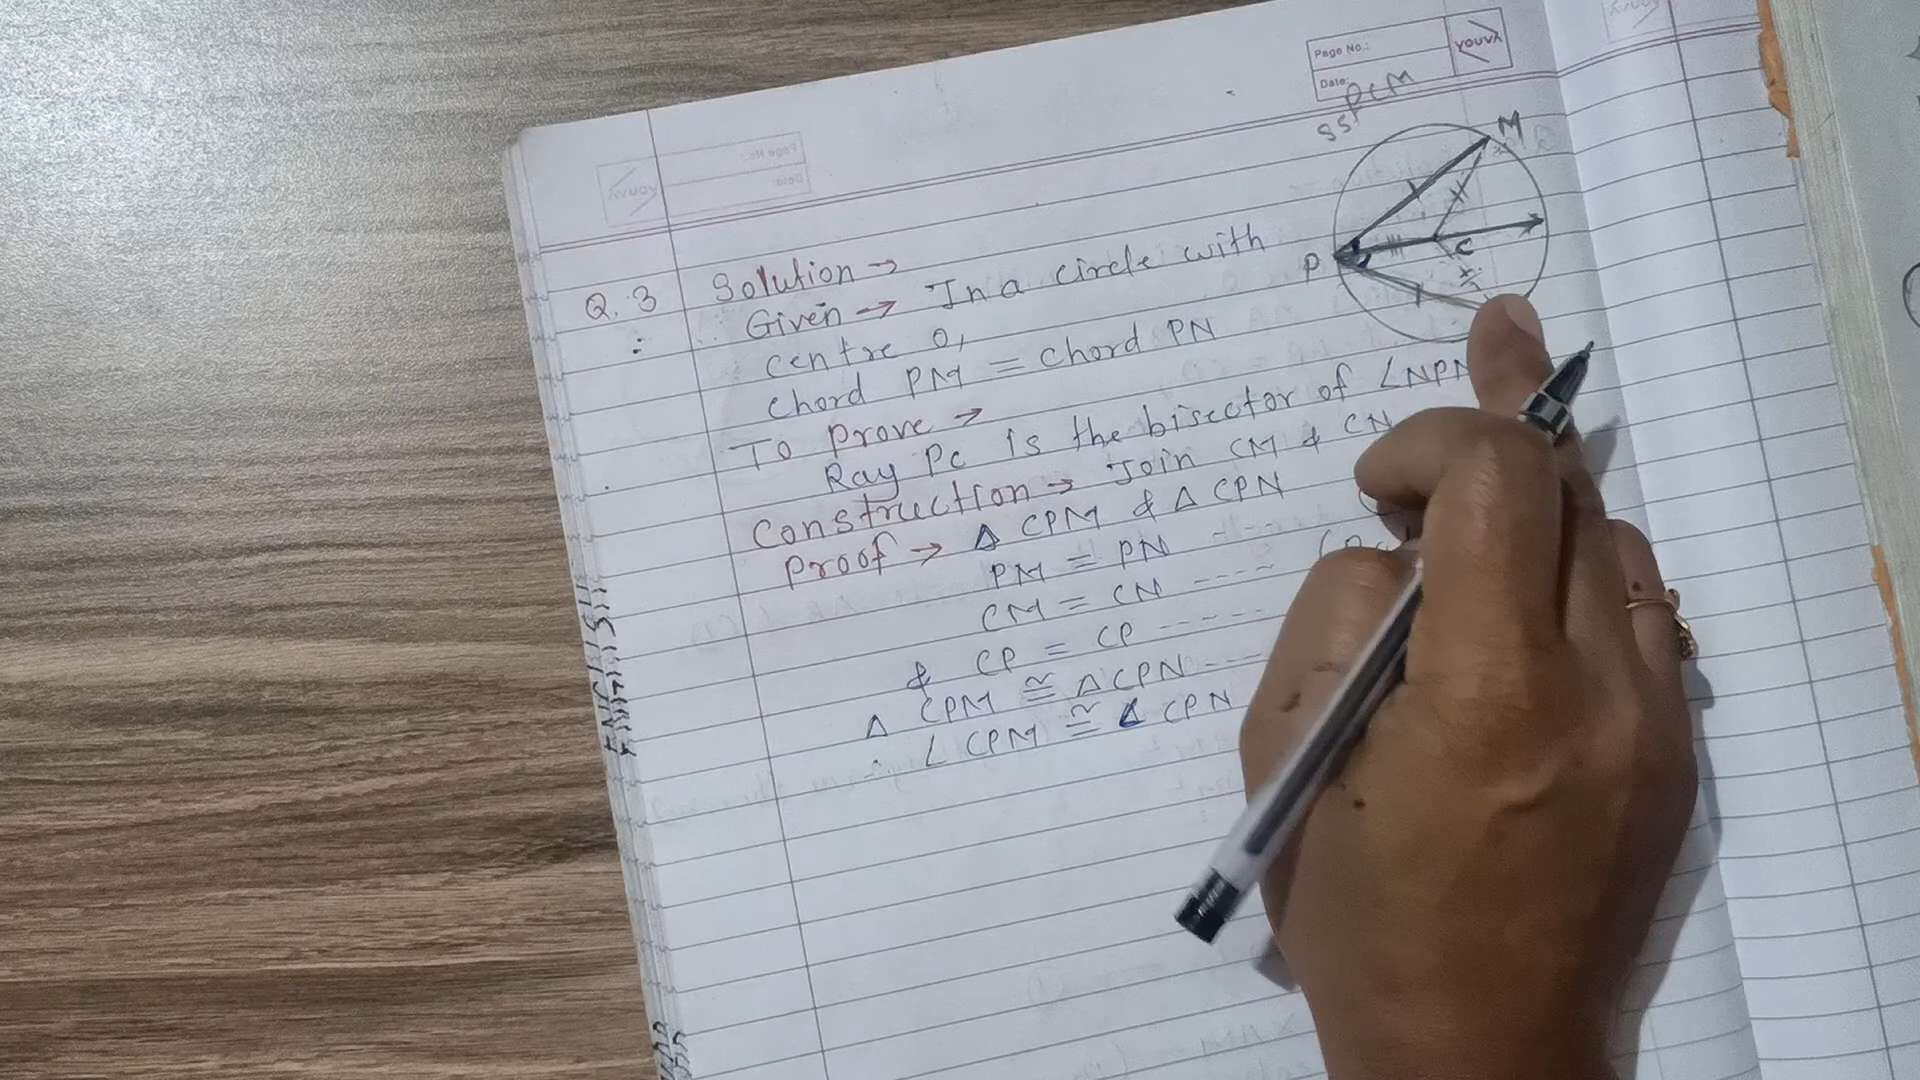 Page No.:
YOUVA
Date:
PCM
SS
M
P
C
Q.3
Solution →
Given → In a circle with
centre O,
chord PM = chord PN
To prove →
Ray Pc is the bisector of ∠NPM
Construction → Join CM & CN
Proof → Δ CPM & Δ CPN
PM = PN ----
CM = CN ----
& CP = CP -----
Δ CPM ≅ Δ CPN ----
∴ ∠ CPM ≅ ∠ CPN
ENGLISH